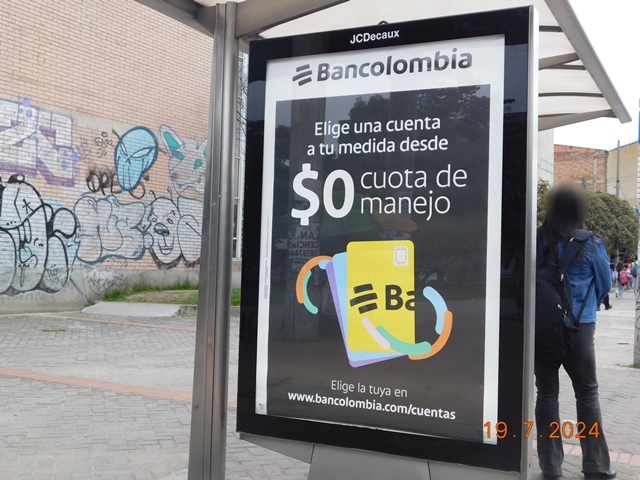 JCDecaux
Bancolombia
Elige una cuenta
a tu medida desde
$0 cuota de
manejo
Ba
Elige la tuya en
www.bancolombia.com/cuentas
19.7.2024